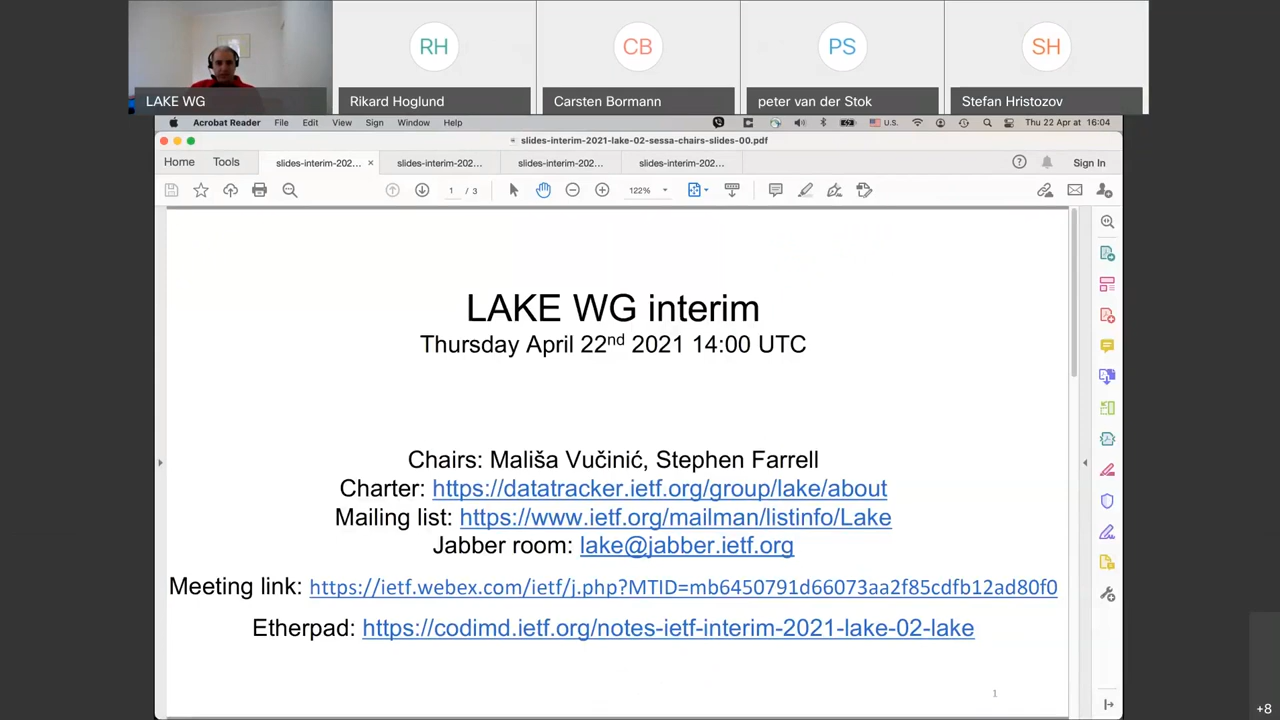 RH
CB
PS
SH
LAKE WG
Rikard Hoglund
Carsten Bormann
peter van der Stok
Stefan Hristozov
Acrobat Reader File Edit View Sign Window Help
U.S.
Thu 22 Apr at 16:04
slides-interim-2021-lake-02-sessa-chairs-slides-00.pdf
Home Tools slides-interim-202... × slides-interim-202... slides-interim-202... slides-interim-202... Sign In
1 / 3 122%
LAKE WG interim
Thursday April 22nd 2021 14:00 UTC
Chairs: Mališa Vučinić, Stephen Farrell
Charter: https://datatracker.ietf.org/group/lake/about
Mailing list: https://www.ietf.org/mailman/listinfo/Lake
Jabber room: lake@jabber.ietf.org
Meeting link: https://ietf.webex.com/ietf/j.php?MTID=mb6450791d66073aa2f85cdfb12ad80f0
Etherpad: https://codimd.ietf.org/notes-ietf-interim-2021-lake-02-lake
1
+8